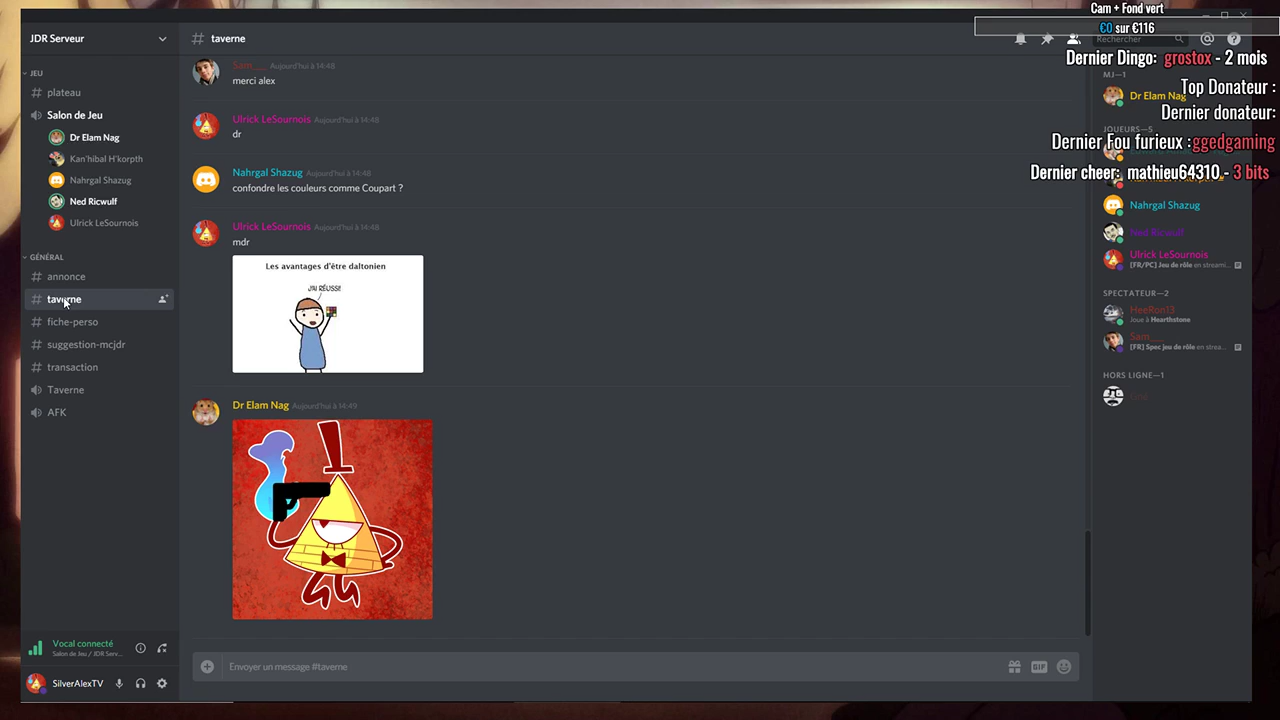 JDR Serveur
JEU
plateau
Salon de Jeu
Dr Elam Nag
Kan'hibal H'korpth
Nahrgal Shazug
Ned Ricwulf
Ulrick LeSournois
GÉNÉRAL
annonce
taverne
fiche-perso
suggestion-mcjdr
transaction
Taverne
AFK
Vocal connecté
Salon de Jeu / JDR Serv...
SilverAlexTV
# taverne
Sam__ Aujourd'hui à 14:48
merci alex
Ulrick LeSournois Aujourd'hui à 14:48
dr
Nahrgal Shazug Aujourd'hui à 14:48
confondre les couleurs comme Coupart ?
Ulrick LeSournois Aujourd'hui à 14:48
mdr
Les avantages d'être daltonien
J'AI RÉUSSI!
Dr Elam Nag Aujourd'hui à 14:49
Envoyer un message #taverne
GIF
Cam + Fond vert
€0 sur €116
Rechercher
Dernier Dingo: grostox - 2 mois
MJ—1
Top Donateur :
Dr Elam Nag
Dernier donateur:
JOUEURS—5
Dernier Fou furieux :ggedgaming
Dernier cheer: mathieu64310 - 3 bits
Nahrgal Shazug
Ned Ricwulf
Ulrick LeSournois
[FR/PC] Jeu de rôle en streami...
SPECTATEUR—2
HeeRon13
Joue à Hearthstone
Sam__
[FR] Spec jeu de rôle en strea...
HORS LIGNE—1